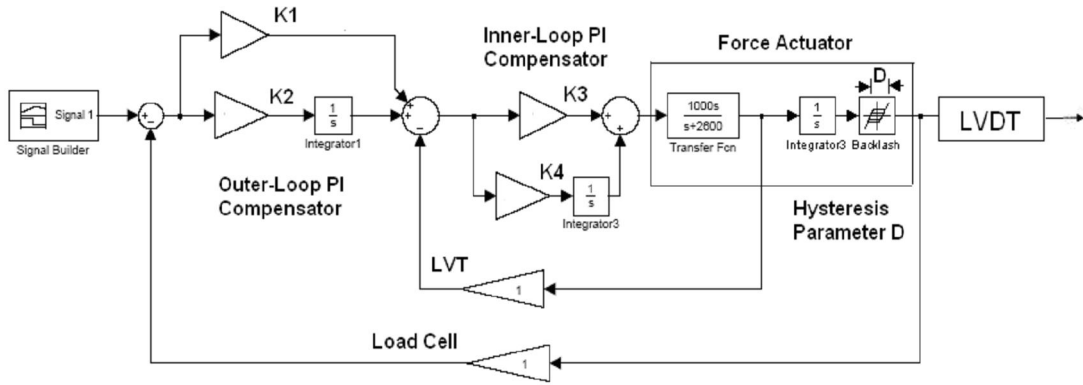 K1
Inner-Loop PI
Compensator
Force Actuator
D
Signal 1
Signal Builder
+
−
K2
1
s
Integrator1
+
+
−
K3
+
+
1000s
s+2600
Transfer Fcn
1
s
Integrator3
Backlash
LVDT
K4
1
s
Integrator3
Outer-Loop PI
Compensator
Hysteresis
Parameter D
LVT
1
Load Cell
1